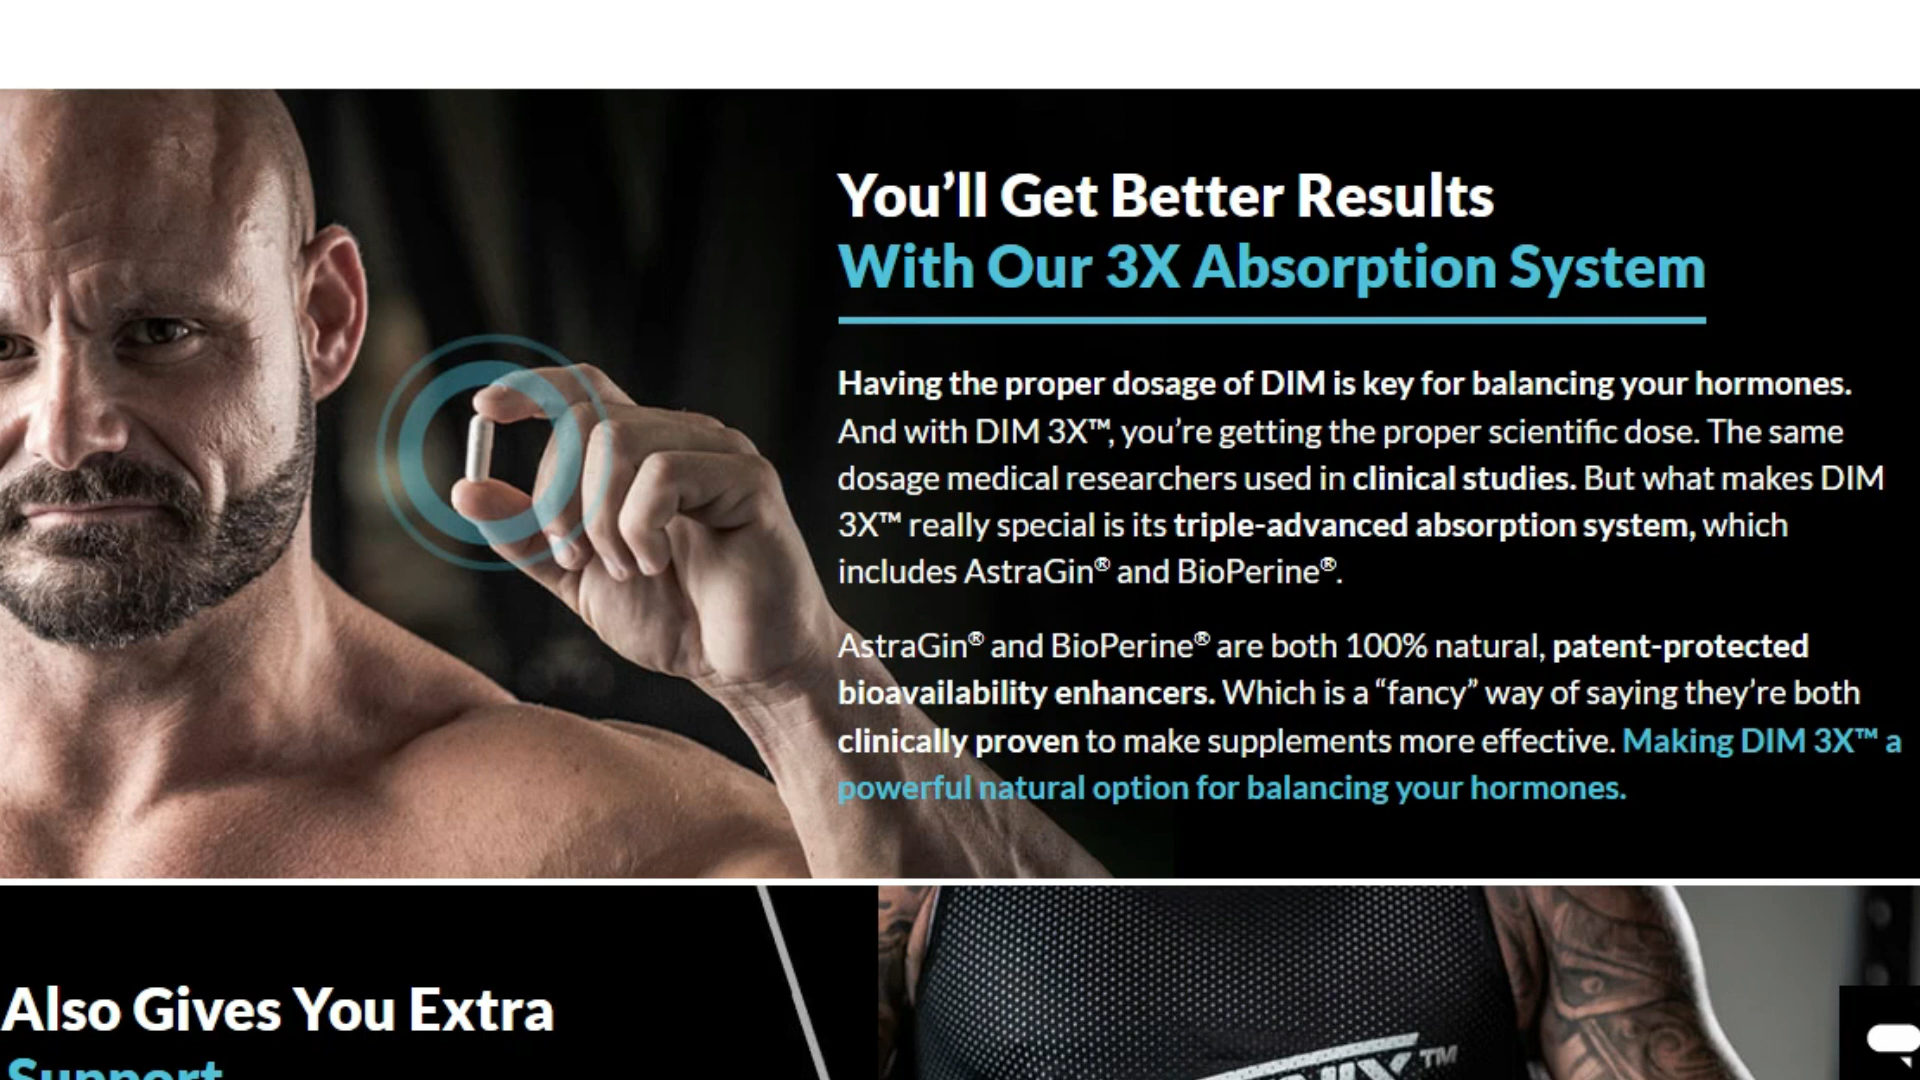 You’ll Get Better Results
With Our 3X Absorption System
Having the proper dosage of DIM is key for balancing your hormones.
And with DIM 3X™, you’re getting the proper scientific dose. The same
dosage medical researchers used in clinical studies. But what makes DIM
3X™ really special is its triple-advanced absorption system, which
includes AstraGin® and BioPerine®.
AstraGin® and BioPerine® are both 100% natural, patent-protected
bioavailability enhancers. Which is a “fancy” way of saying they’re both
clinically proven to make supplements more effective. Making DIM 3X™ a
powerful natural option for balancing your hormones.
Also Gives You Extra
Support